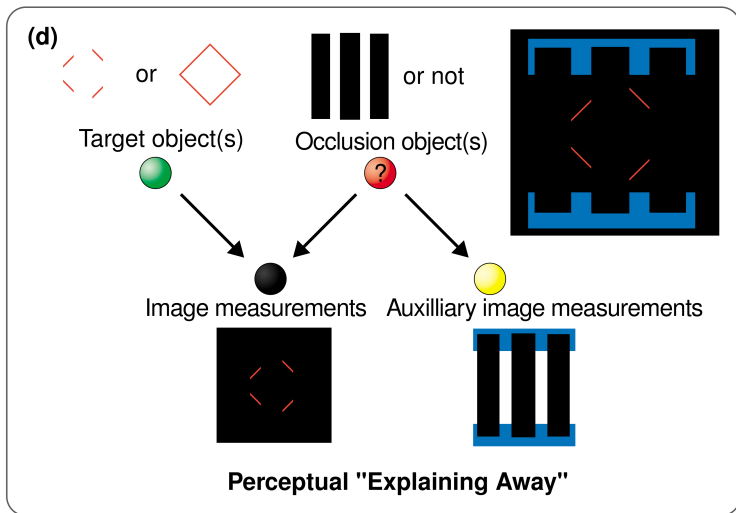 (d)
or
or not
Target object(s)
Occlusion object(s)
?
Image measurements
Auxilliary image measurements
Perceptual "Explaining Away"